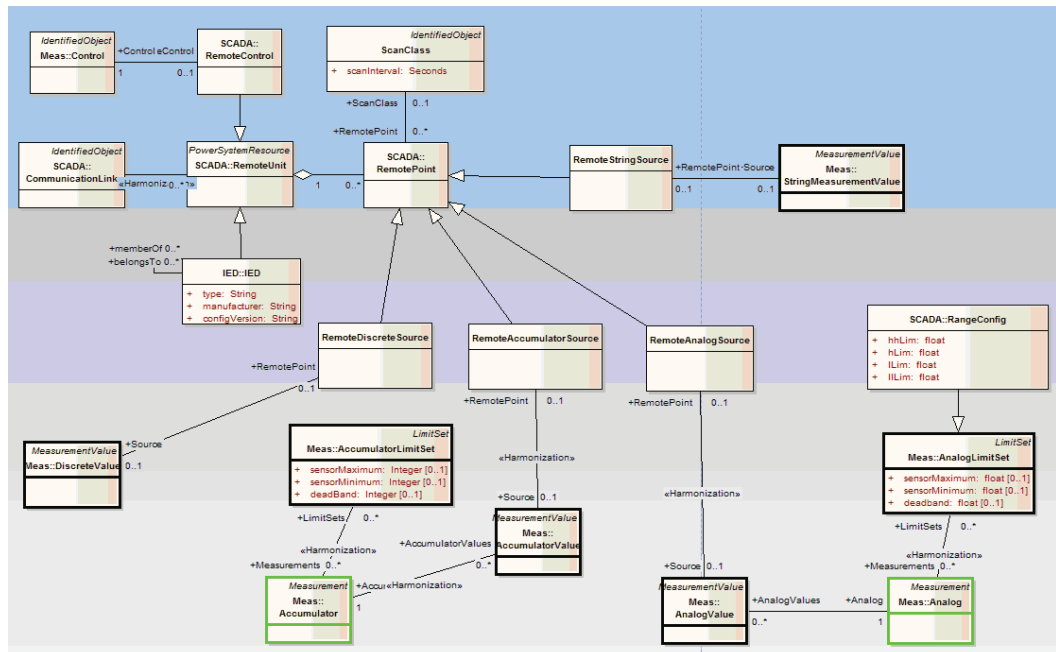 IdentifiedObject
Meas::Control
+Control
eControl
1
0..1
SCADA::
RemoteControl
IdentifiedObject
ScanClass
+ scanInterval: Seconds
+ScanClass 0..1
+RemotePoint 0..*
IdentifiedObject
SCADA::
CommunicationLink
«Harmoniz
0..*
PowerSystemResource
SCADA::RemoteUnit
1
0..*
SCADA::
RemotePoint
RemoteStringSource
+RemotePoint
Source
0..1
0..1
MeasurementValue
Meas::
StringMeasurementValue
+memberOf 0..*
+belongsTo 0..*
IED::IED
+ type: String
+ manufacturer: String
+ configVersion: String
RemoteDiscreteSource
RemoteAccumulatorSource
RemoteAnalogSource
SCADA::RangeConfig
+ hhLim: float
+ hLim: float
+ lLim: float
+ llLim: float
+RemotePoint
0..1
+RemotePoint 0..1
+RemotePoint 0..1
+Source
0..1
MeasurementValue
Meas::DiscreteValue
LimitSet
Meas::AccumulatorLimitSet
+ sensorMaximum: Integer [0..1]
+ sensorMinimum: Integer [0..1]
+ deadBand: Integer [0..1]
«Harmonization»
+Source 0..1
LimitSet
Meas::AnalogLimitSet
+ sensorMaximum: float [0..1]
+ sensorMinimum: float [0..1]
+ deadband: float [0..1]
«Harmonization»
+LimitSets 0..*
«Harmonization»
+Measurements 0..*
MeasurementValue
Meas::
AccumulatorValue
+AccumulatorValues
0..*
+LimitSets 0..*
«Harmonization»
+Measurements 0..*
Measurement
Meas::
Accumulator
+Accu
«Harmonization»
1
+Source 0..1
MeasurementValue
Meas::
AnalogValue
+AnalogValues
0..*
+Analog
1
Measurement
Meas::Analog